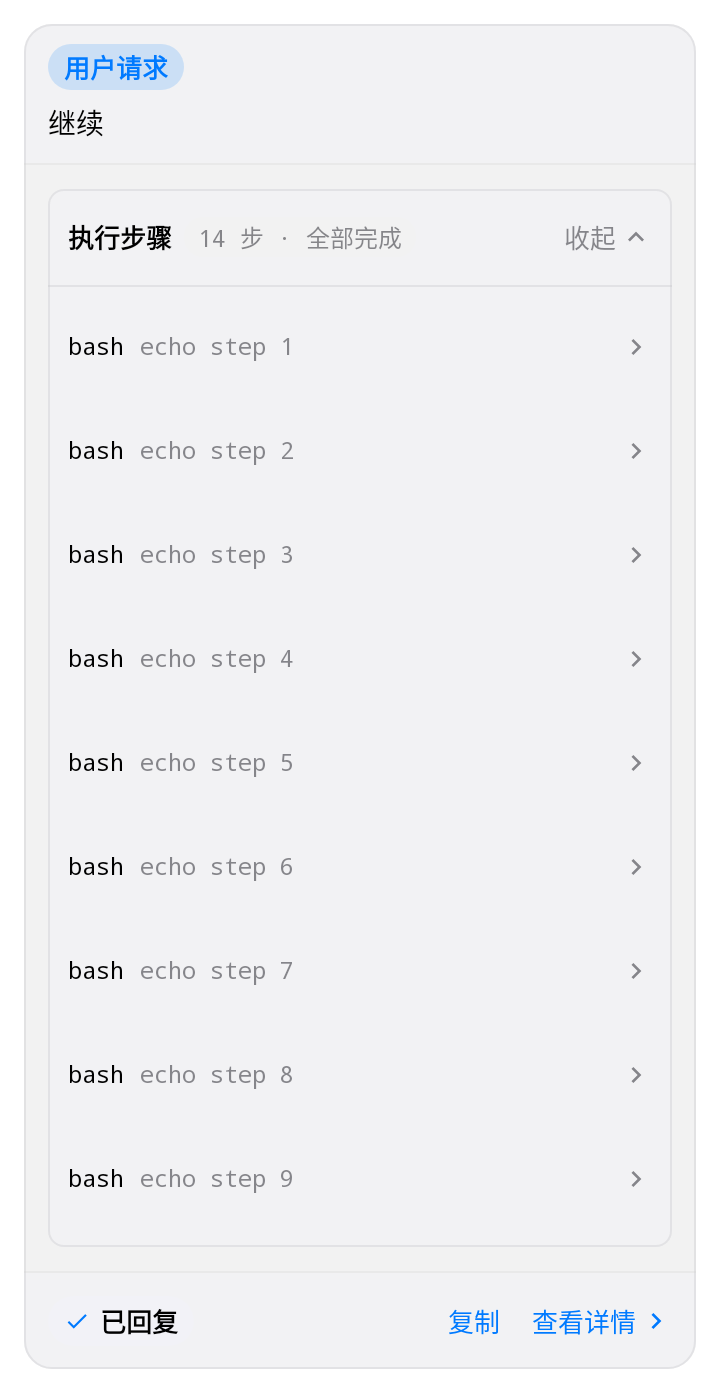 用户请求
继续
执行步骤 14 步 · 全部完成 收起
bash echo step 1
bash echo step 2
bash echo step 3
bash echo step 4
bash echo step 5
bash echo step 6
bash echo step 7
bash echo step 8
bash echo step 9
已回复 复制 查看详情